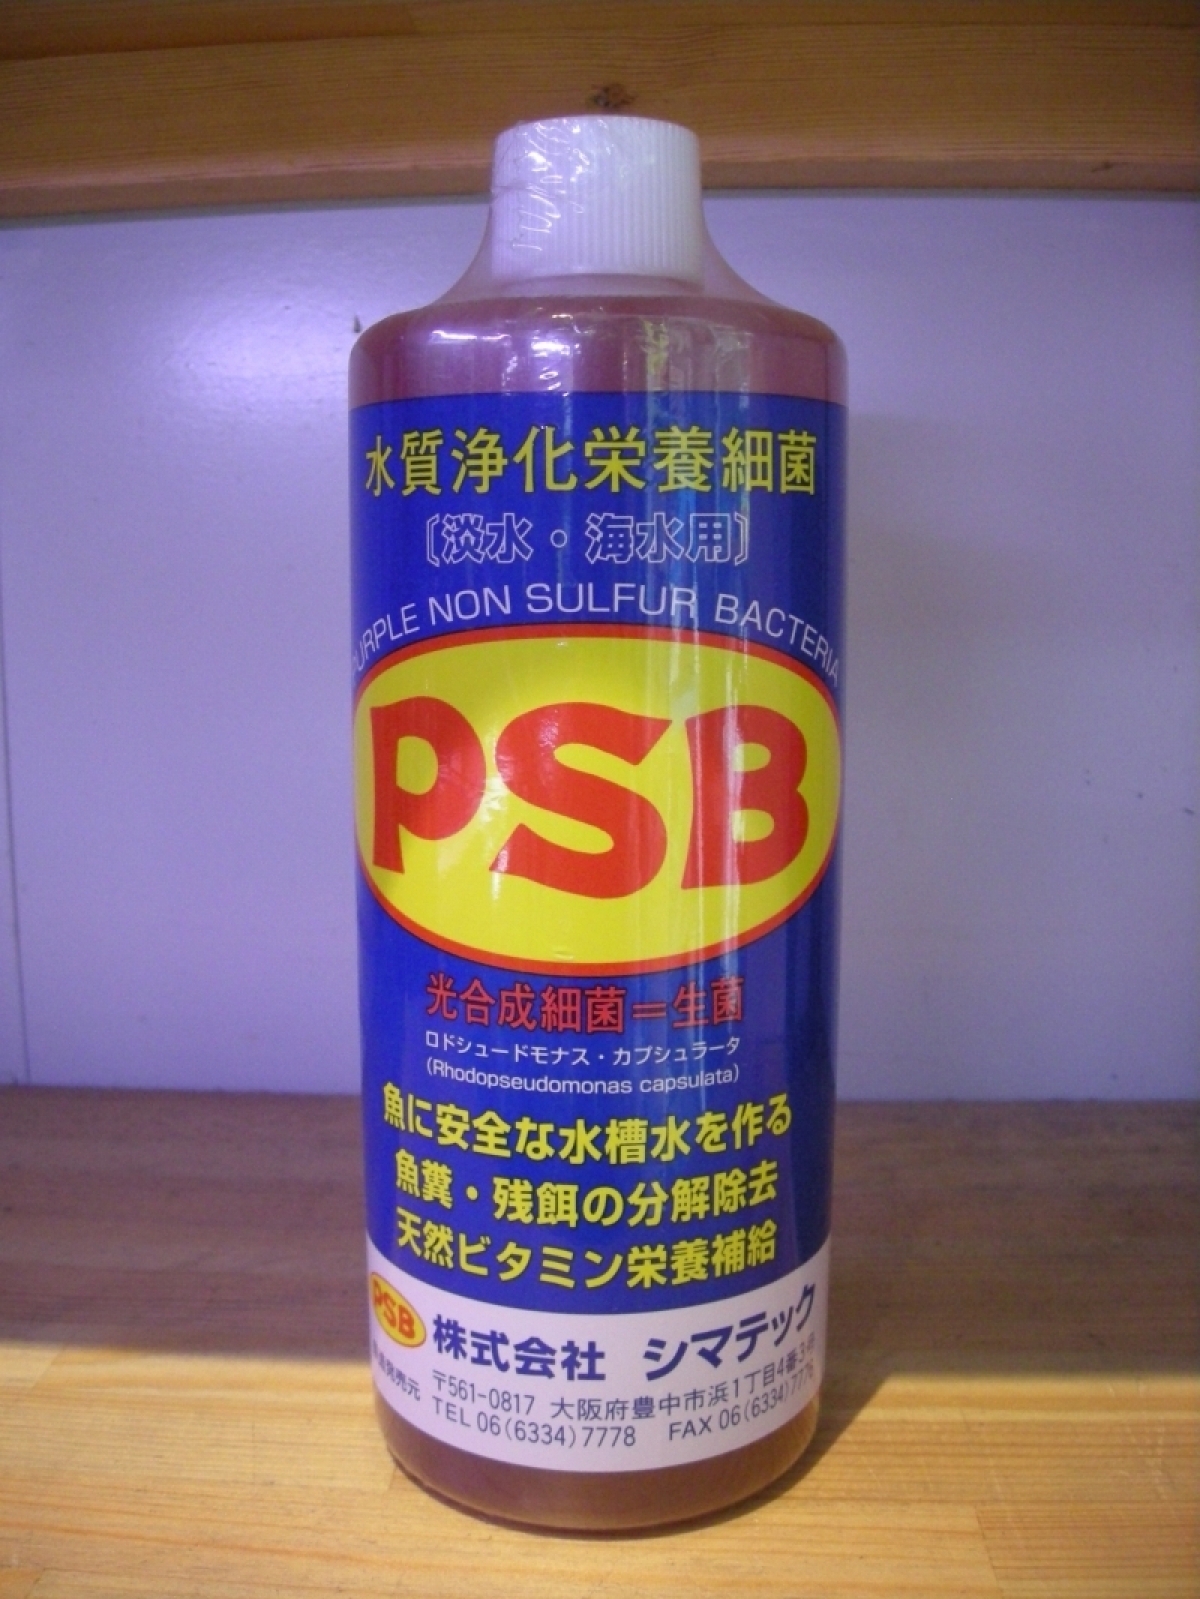 水質浄化栄養細菌
〔淡水・海水用〕
PURPLE NON SULFUR BACTERIA
PSB
光合成細菌＝生菌
ロドシュードモナス・カプシュラータ
(Rhodopseudomonas capsulata)
魚に安全な水槽水を作る
魚糞・残餌の分解除去
天然ビタミン栄養補給
PSB 株式会社 シマテック
発売元 〒561-0817 大阪府豊中市浜1丁目4番3号
TEL 06(6334)7778 FAX 06(6334)7776